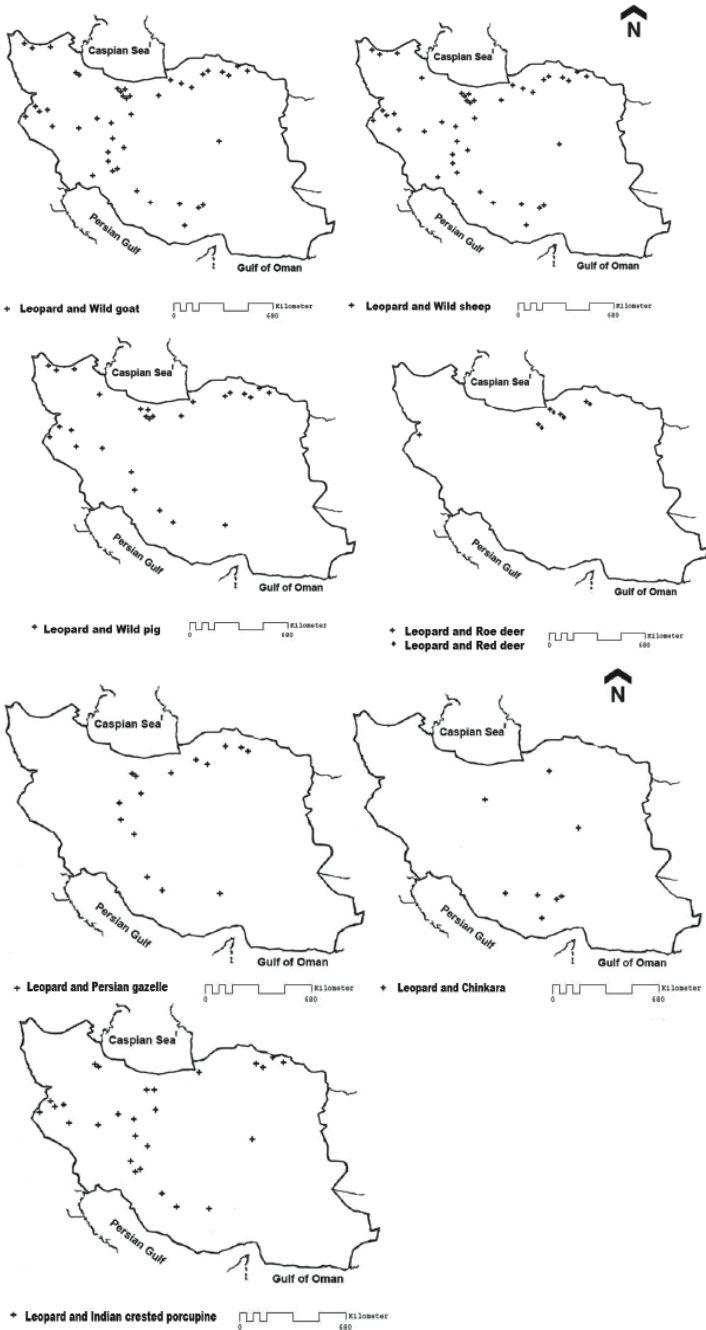 Caspian Sea
N
Caspian Sea
Persian Gulf
Gulf of Oman
Persian Gulf
Gulf of Oman
+ Leopard and Wild goat
Kilometer
0 680
+ Leopard and Wild sheep
Kilometer
0 680
Caspian Sea
Caspian Sea
Persian Gulf
Gulf of Oman
Persian Gulf
Gulf of Oman
+ Leopard and Wild pig
Kilometer
0 680
+ Leopard and Roe deer
♦ Leopard and Red deer
Kilometer
0 680
N
Caspian Sea
Caspian Sea
Persian Gulf
Gulf of Oman
Persian Gulf
Gulf of Oman
+ Leopard and Persian gazelle
Kilometer
0 680
+ Leopard and Chinkara
Kilometer
0 680
Caspian Sea
Persian Gulf
Gulf of Oman
+ Leopard and Indian crested porcupine
Kilometer
0 680